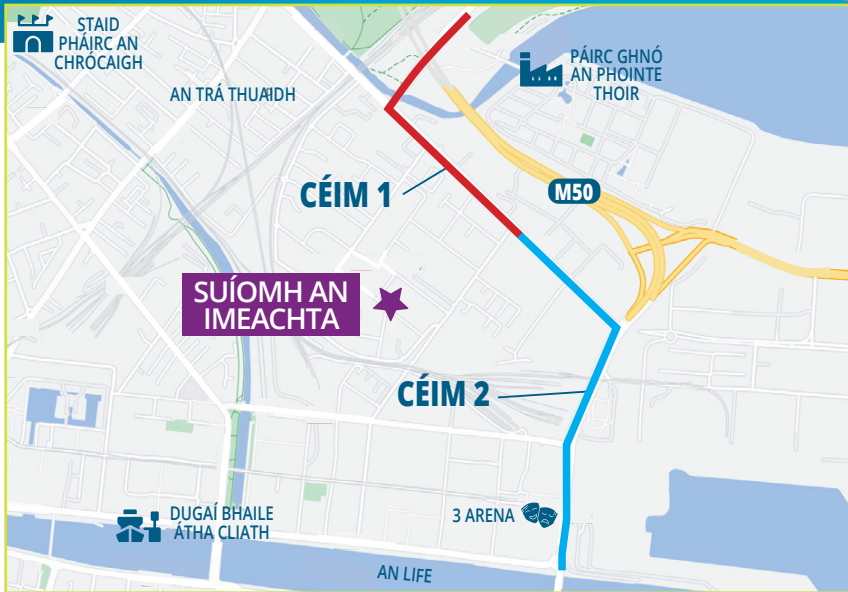 STAID
PHÁIRC AN
CHRÓCAIGH
AN TRÁ THUAIDH
PÁIRC GHNÓ
AN PHOINTE
THOIR
CÉIM 1
M50
SUÍOMH AN
IMEACHTA
CÉIM 2
DUGAÍ BHAILE
ÁTHA CLIATH
3 ARENA
AN LIFE